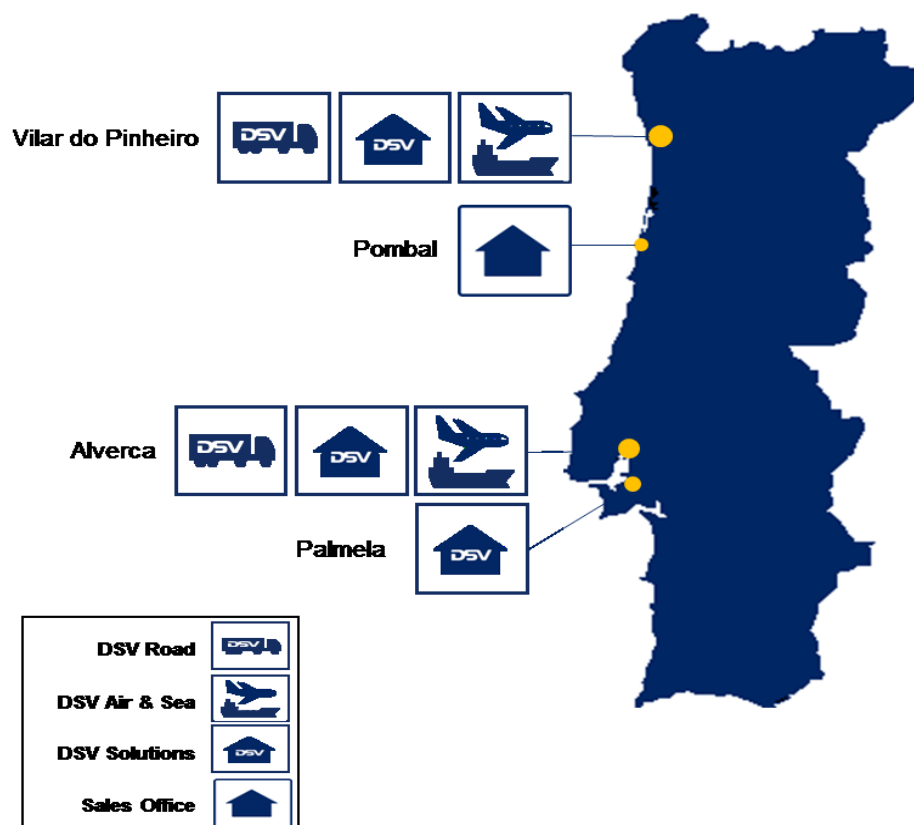 Vilar do Pinheiro
DSV
DSV
Pombal
Alverca
DSV
DSV
Palmela
DSV
DSV Road
DSV
DSV Air & Sea
DSV Solutions
DSV
Sales Office